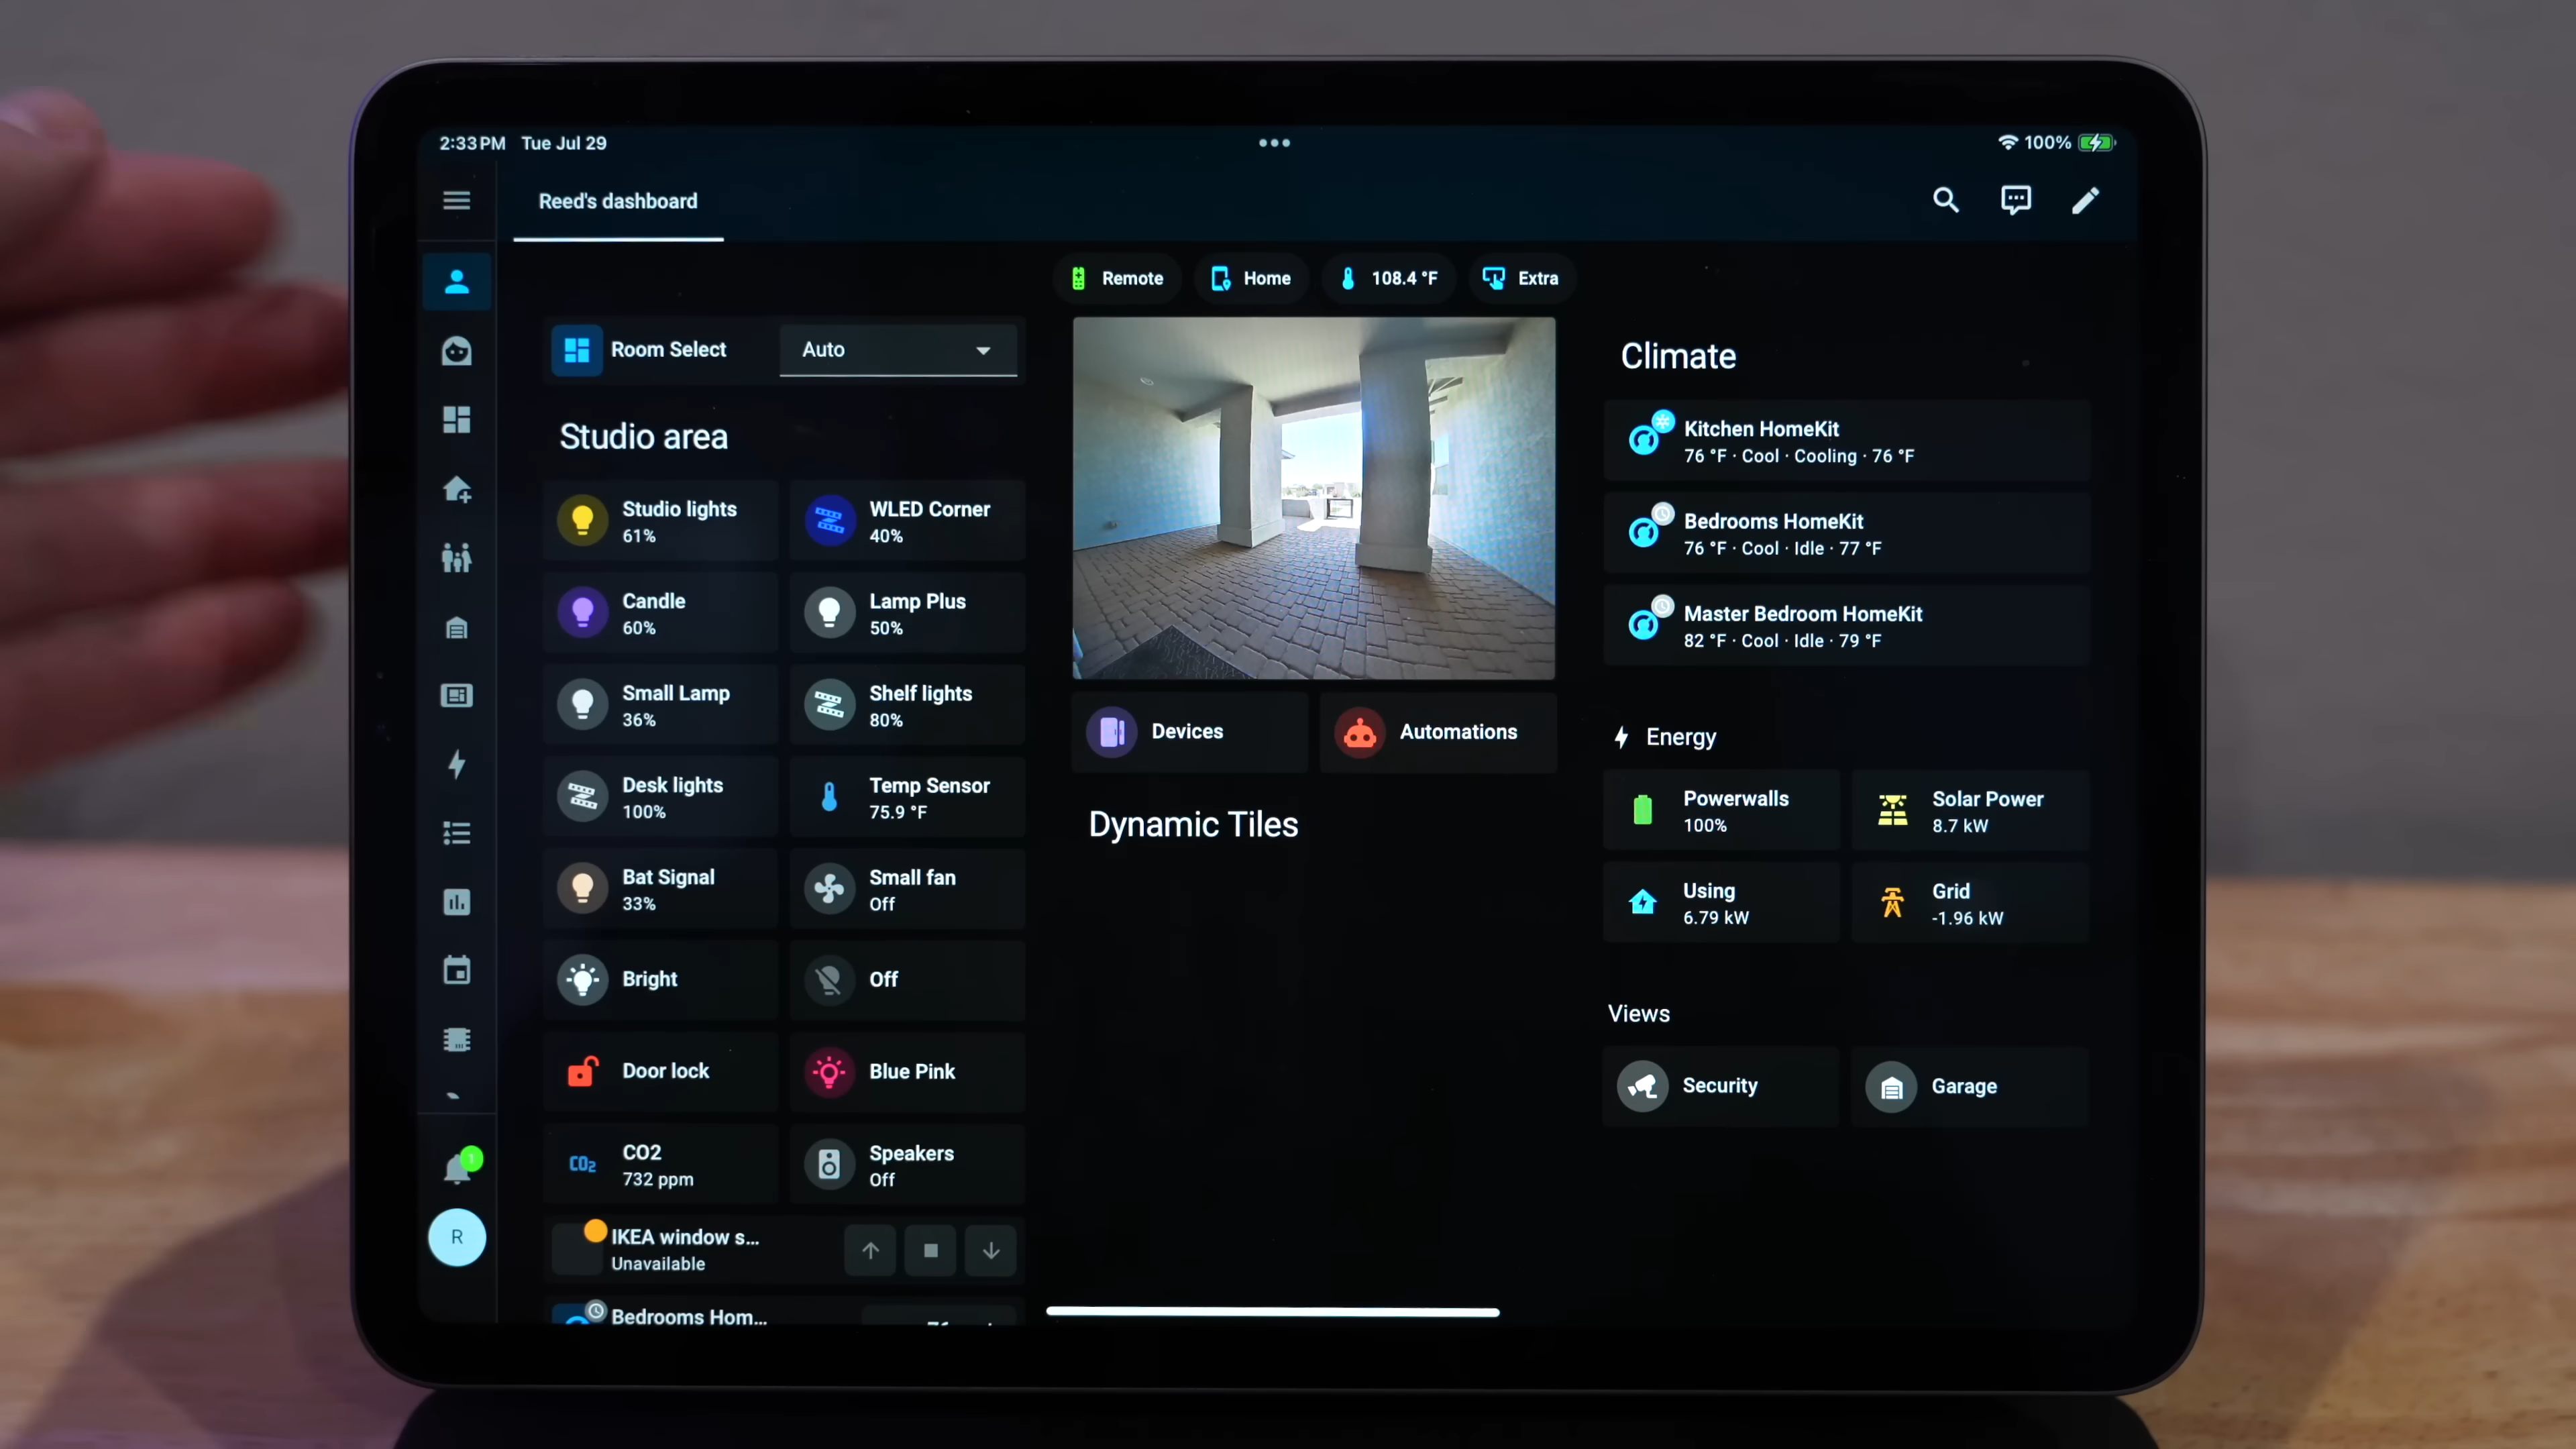 2:33 PM Tue Jul 29
100%
Reed's dashboard
Remote
Home
108.4 °F
Extra
Room Select
Auto
Studio area
Studio lights
61%
WLED Corner
40%
Candle
60%
Lamp Plus
50%
Small Lamp
36%
Shelf lights
80%
Desk lights
100%
Temp Sensor
75.9 °F
Bat Signal
33%
Small fan
Off
Bright
Off
Door lock
Blue Pink
CO2
CO2
732 ppm
Speakers
Off
IKEA window s...
Unavailable
Bedrooms Hom...
Devices
Automations
Dynamic Tiles
Climate
Kitchen HomeKit
76 °F · Cool · Cooling · 76 °F
Bedrooms HomeKit
76 °F · Cool · Idle · 77 °F
Master Bedroom HomeKit
82 °F · Cool · Idle · 79 °F
Energy
Powerwalls
100%
Solar Power
8.7 kW
Using
6.79 kW
Grid
-1.96 kW
Views
Security
Garage
1
R